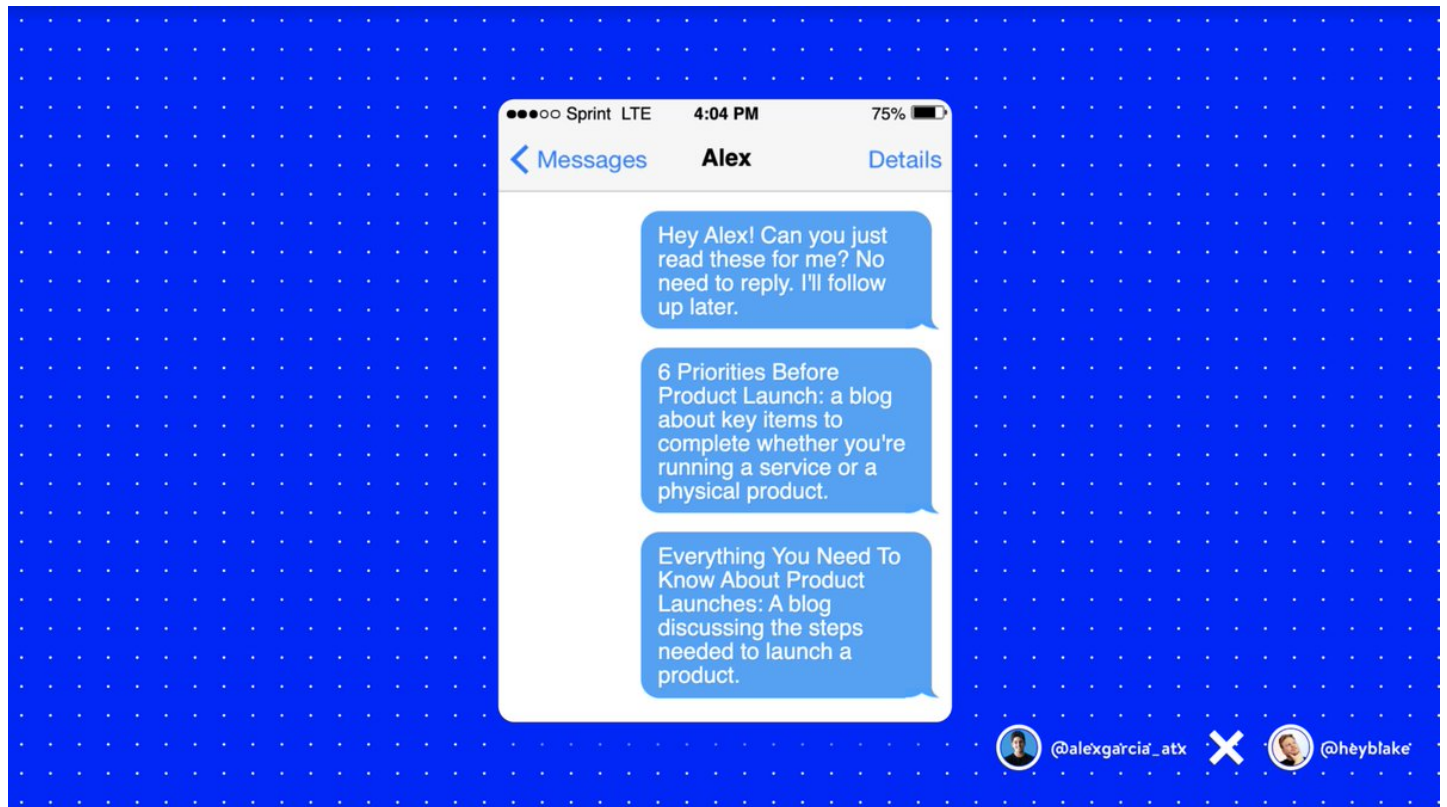 ●●●○○ Sprint LTE 4:04 PM 75%
Messages Alex Details
Hey Alex! Can you just
read these for me? No
need to reply. I'll follow
up later.
6 Priorities Before
Product Launch: a blog
about key items to
complete whether you're
running a service or a
physical product.
Everything You Need To
Know About Product
Launches: A blog
discussing the steps
needed to launch a
product.
@alexgarcia_atx @heyblake